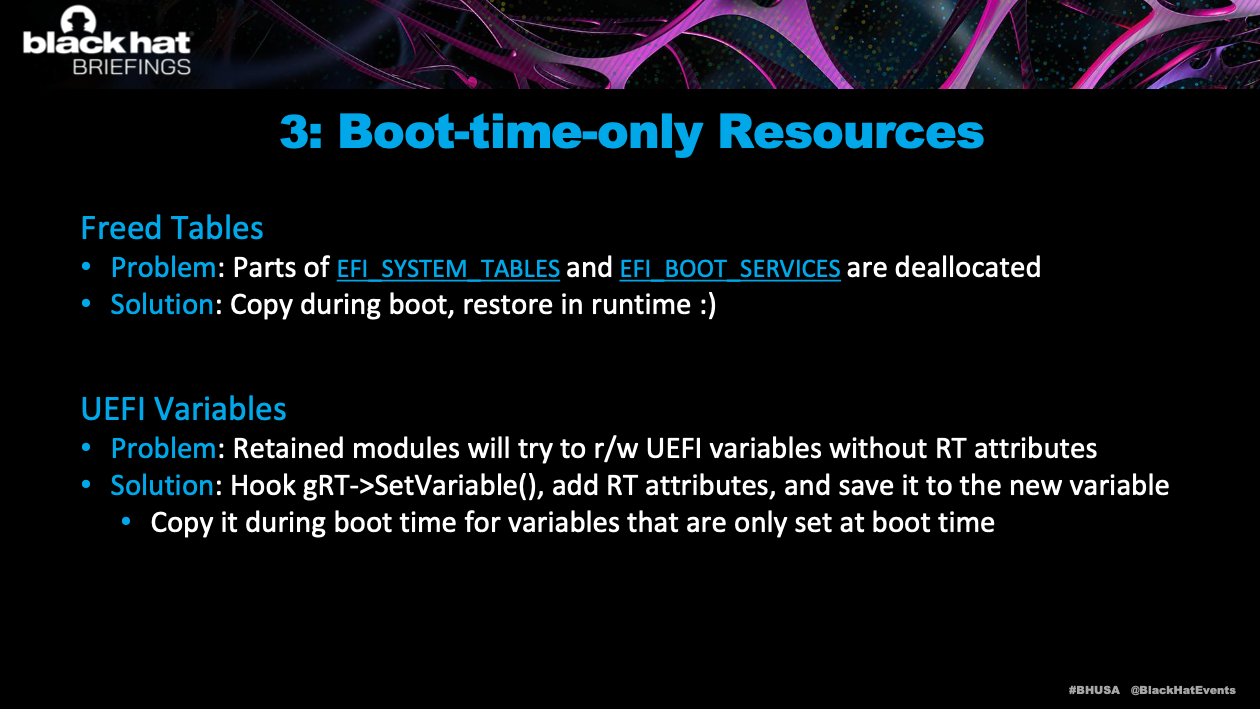 black hat
BRIEFINGS
3: Boot-time-only Resources
Freed Tables
• Problem: Parts of EFI_SYSTEM_TABLES and EFI_BOOT_SERVICES are deallocated
• Solution: Copy during boot, restore in runtime :)
UEFI Variables
• Problem: Retained modules will try to r/w UEFI variables without RT attributes
• Solution: Hook gRT->SetVariable(), add RT attributes, and save it to the new variable
• Copy it during boot time for variables that are only set at boot time
#BHUSA @BlackHatEvents